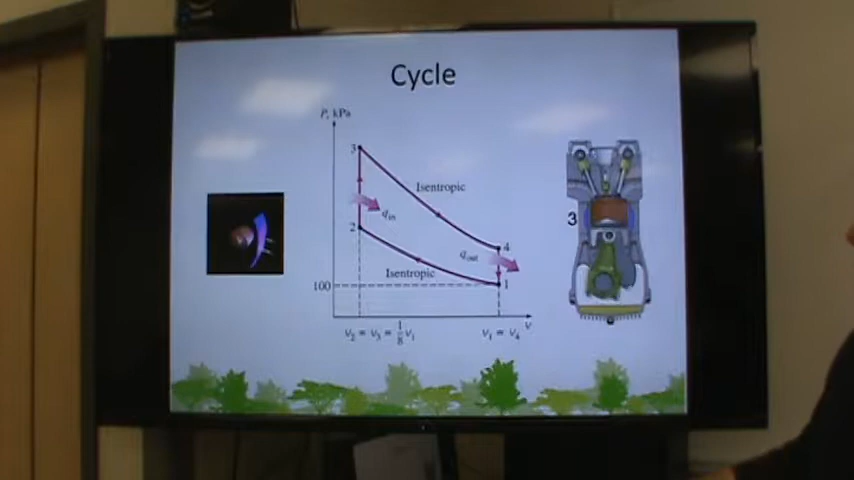 Cycle
P, kPa
3
Isentropic
q_in
3
2
4
q_out
Isentropic
100
1
v
v₂ = v₃ = 1/8 v₁
v₁ = v₄